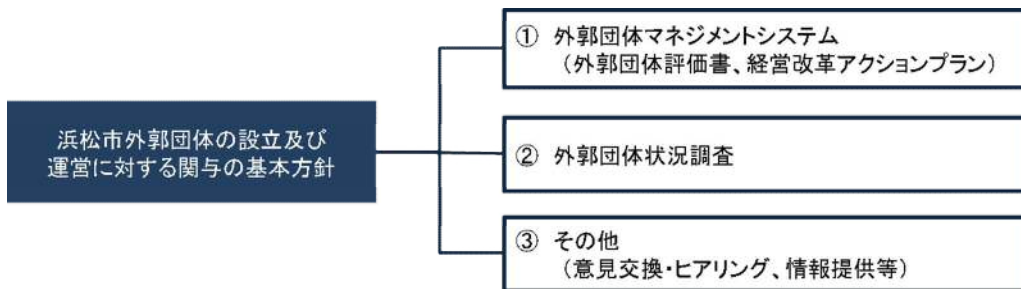 浜松市外郭団体の設立及び
運営に対する関与の基本方針
① 外郭団体マネジメントシステム
（外郭団体評価書、経営改革アクションプラン）
② 外郭団体状況調査
③ その他
（意見交換・ヒアリング、情報提供等）